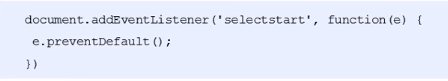 document.addEventListener('selectstart', function(e) {
e.preventDefault();
})